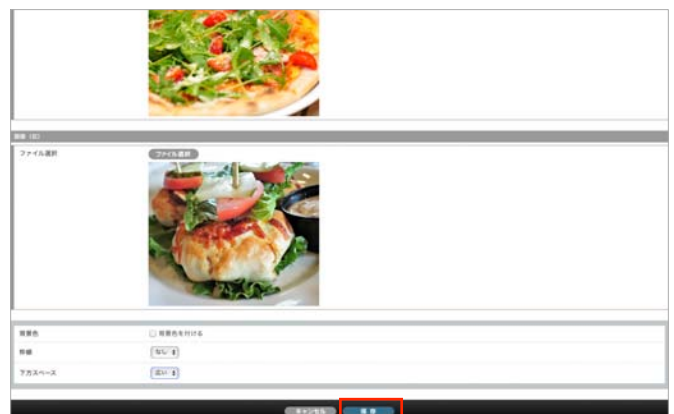 画像（右）
ファイル選択 ファイル選択
背景色 背景色を付ける
枠線 なし
下方スペース 広い
キャンセル 保存